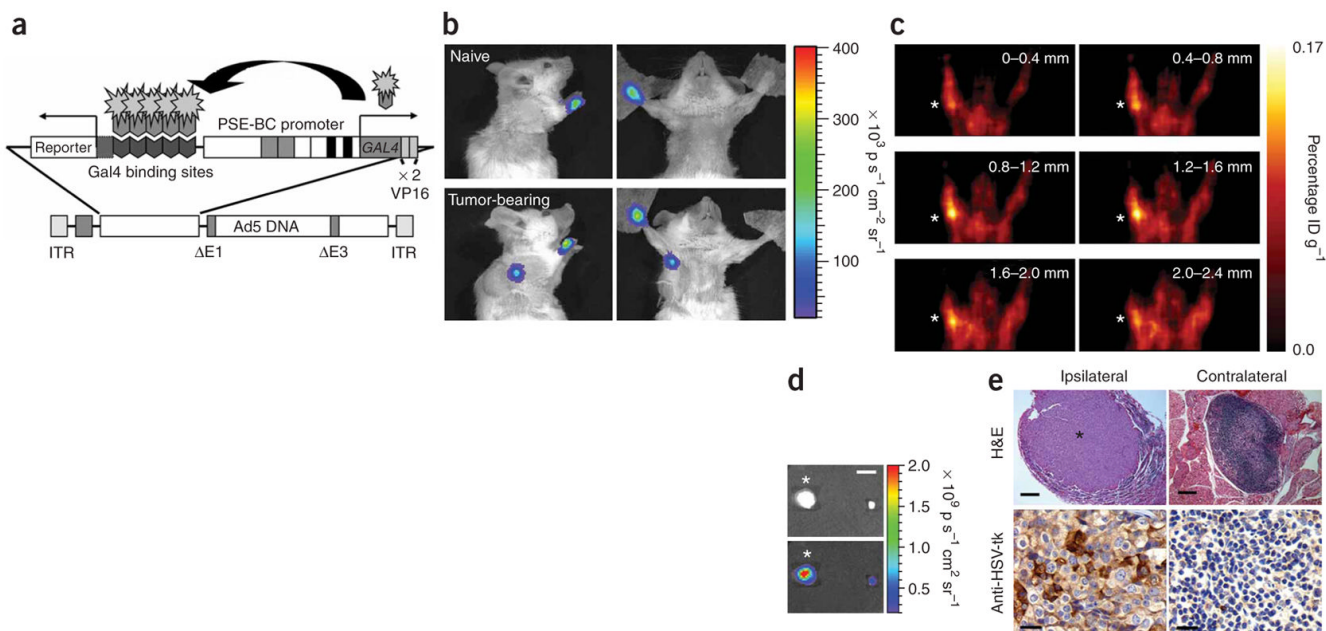 a
PSE-BC promoter
Reporter
GAL4
Gal4 binding sites
× 2
VP16
Ad5 DNA
ITR
ΔE1
ΔE3
ITR
b
Naive
Tumor-bearing
400
300
200
100
× 10³ p s⁻¹ cm⁻² sr⁻¹
c
0–0.4 mm
0.4–0.8 mm
0.8–1.2 mm
1.2–1.6 mm
1.6–2.0 mm
2.0–2.4 mm
*
*
*
*
*
*
0.17
Percentage ID g⁻¹
0.0
d
*
*
2.0
1.5
1.0
0.5
× 10⁹ p s⁻¹ cm² sr⁻¹
e
Ipsilateral
Contralateral
H&E
*
Anti-HSV-tk